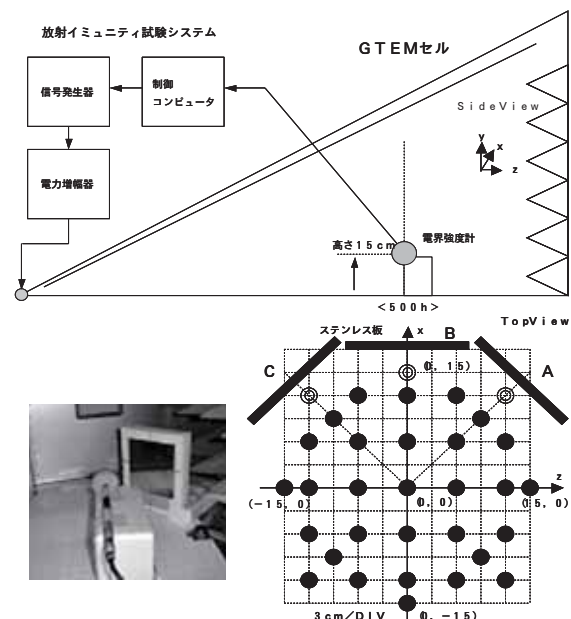 放射イミュニティ試験システム
ＧＴＥＭセル
信号発生器
制御
コンピュータ
ＳｉｄｅＶｉｅｗ
y
x
z
電力増幅器
高さ１５ｃｍ
電界強度計
＜５００ｈ＞
ＴｏｐＶｉｅｗ
ステンレス板
x
B
C
(0, １５)
A
z
(－１５, 0)
(0, 0)
(１５, 0)
３ｃｍ／DIV
(0, －１５)